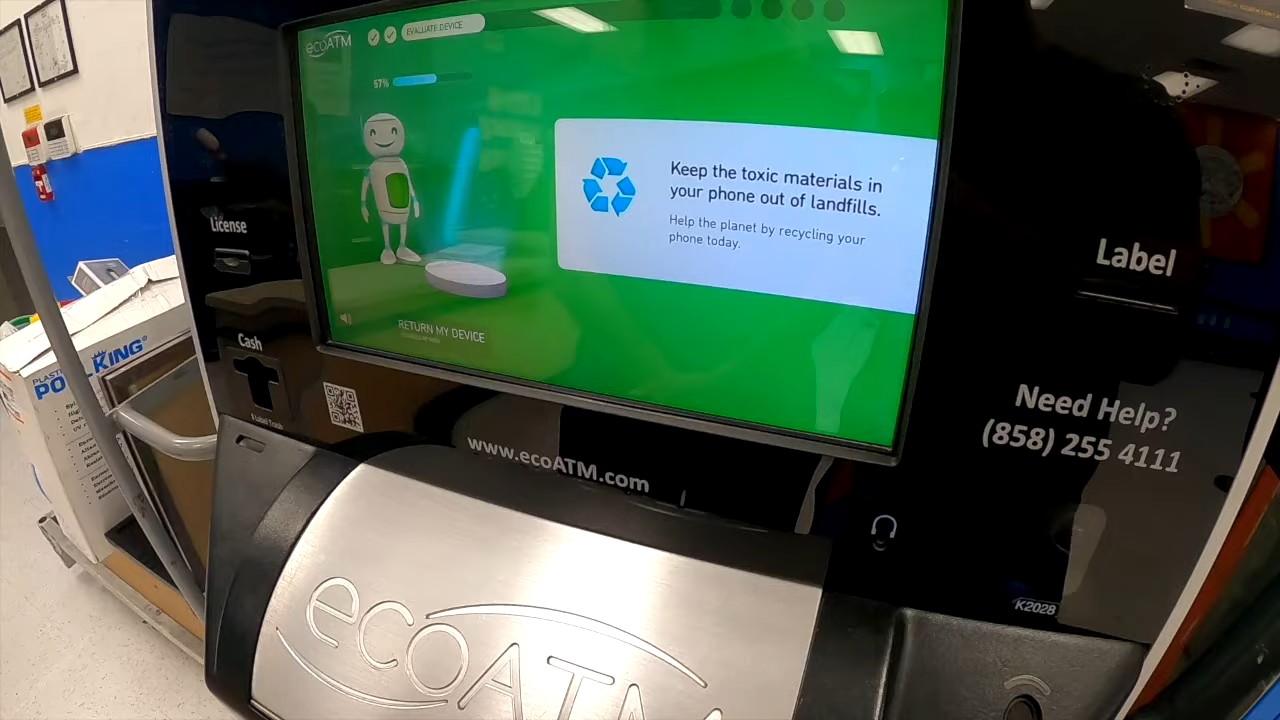 ecoATM
EVALUATE DEVICE
57%
Keep the toxic materials in
your phone out of landfills.
Help the planet by recycling your
phone today.
RETURN MY DEVICE
License
Cash
Label
Need Help?
(858) 255 4111
www.ecoATM.com
K2028
ecoATM
POOL KING